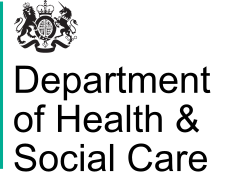 Department
of Health &
Social Care